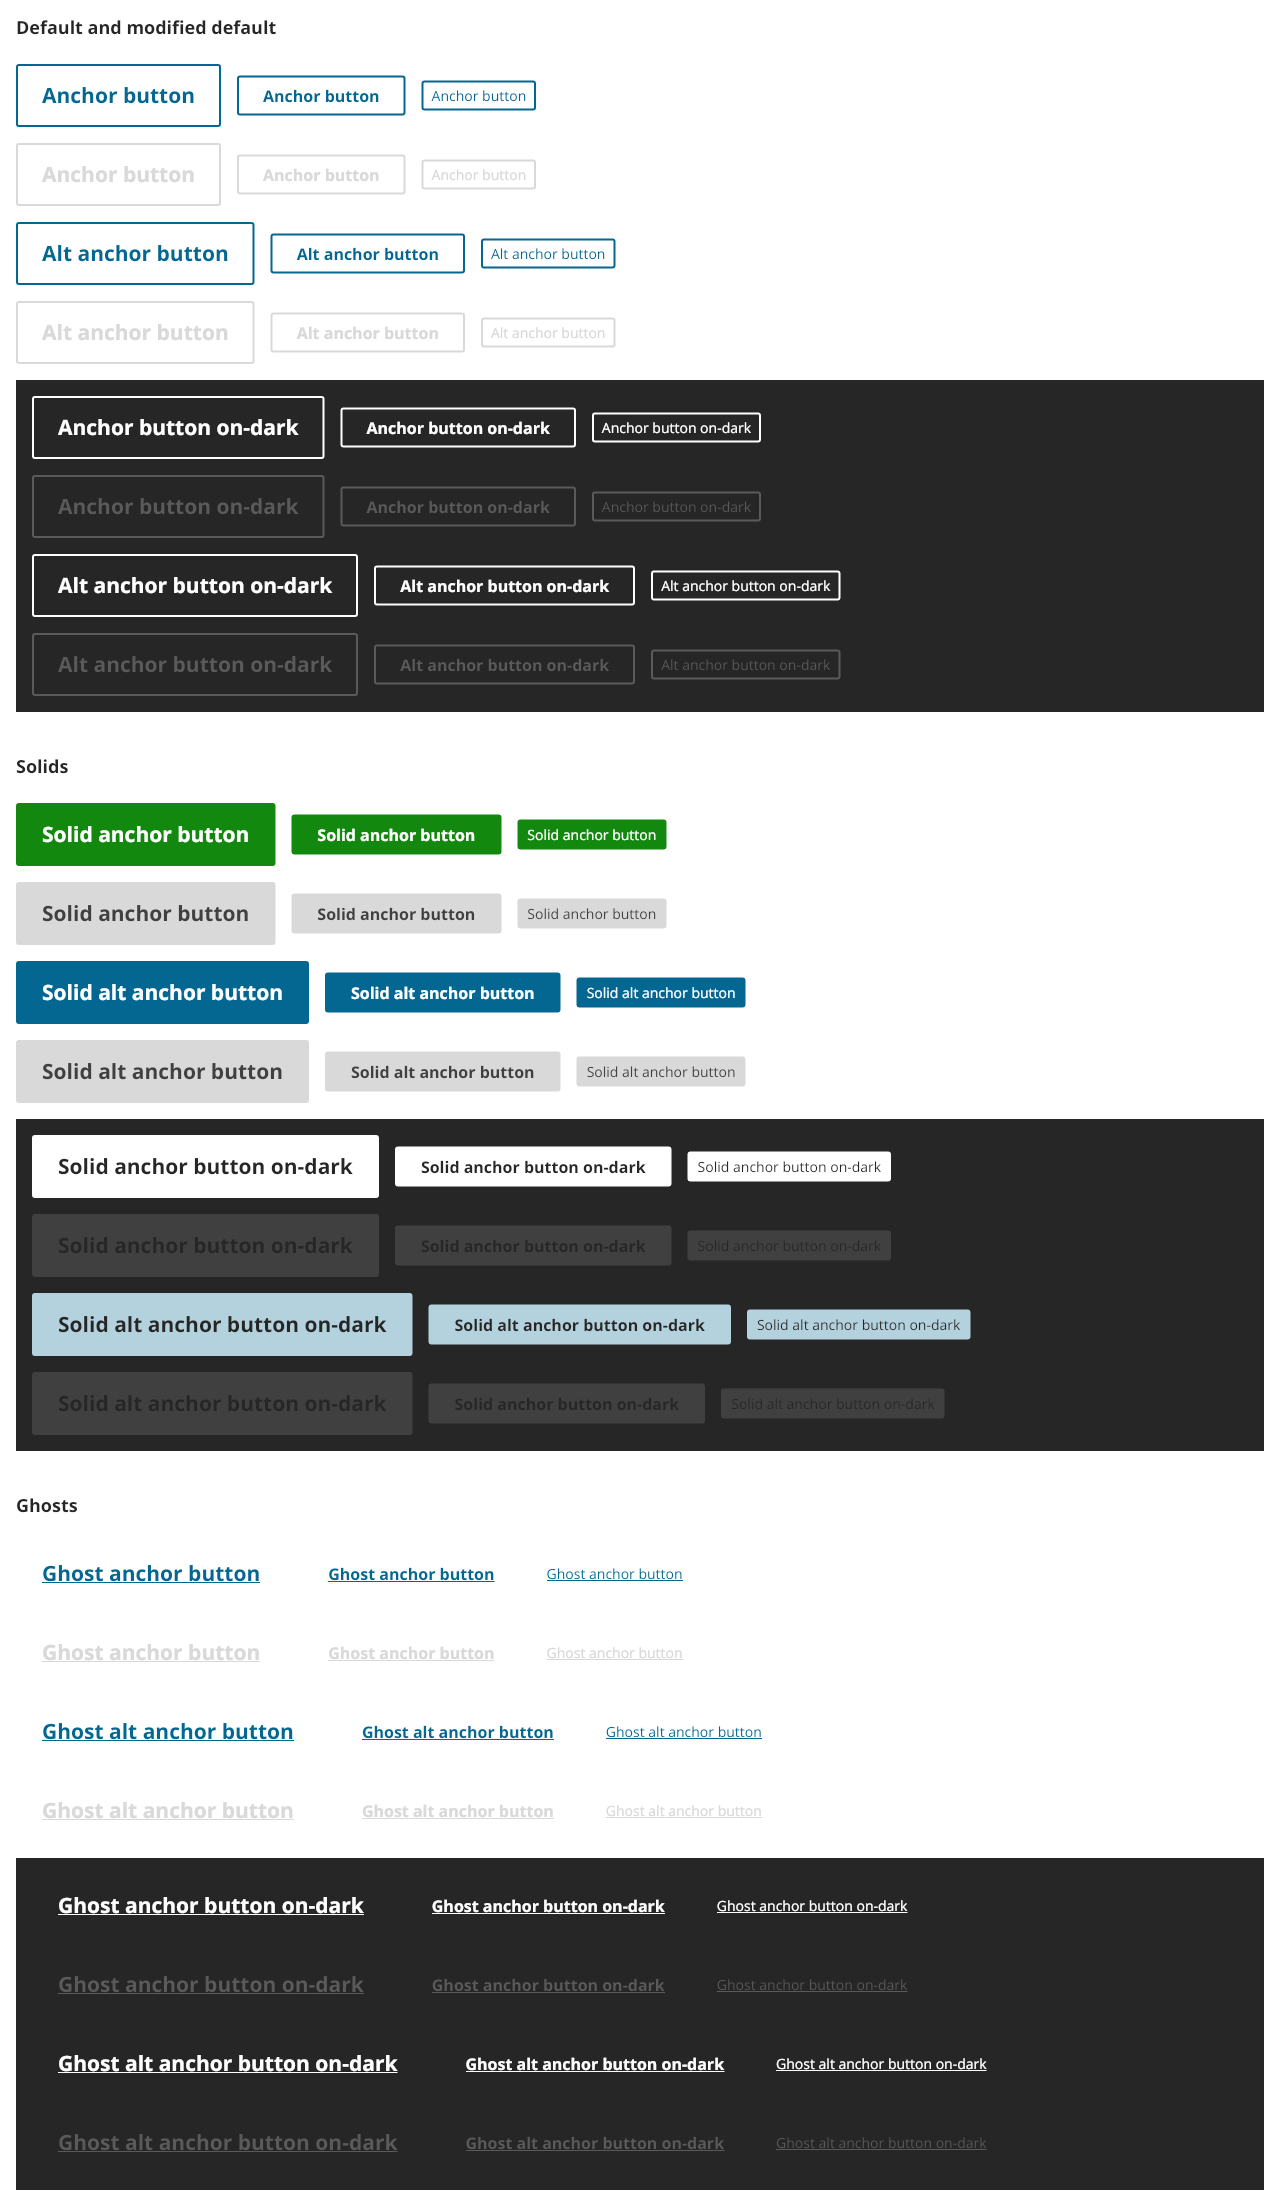 Default and modified default
Anchor button Anchor button Anchor button
Anchor button Anchor button Anchor button
Alt anchor button Alt anchor button Alt anchor button
Alt anchor button Alt anchor button Alt anchor button
Anchor button on-dark Anchor button on-dark Anchor button on-dark
Anchor button on-dark Anchor button on-dark Anchor button on-dark
Alt anchor button on-dark Alt anchor button on-dark Alt anchor button on-dark
Alt anchor button on-dark Alt anchor button on-dark Alt anchor button on-dark
Solids
Solid anchor button Solid anchor button Solid anchor button
Solid anchor button Solid anchor button Solid anchor button
Solid alt anchor button Solid alt anchor button Solid alt anchor button
Solid alt anchor button Solid alt anchor button Solid alt anchor button
Solid anchor button on-dark Solid anchor button on-dark Solid anchor button on-dark
Solid anchor button on-dark Solid anchor button on-dark Solid anchor button on-dark
Solid alt anchor button on-dark Solid alt anchor button on-dark Solid alt anchor button on-dark
Solid alt anchor button on-dark Solid anchor button on-dark Solid alt anchor button on-dark
Ghosts
Ghost anchor button Ghost anchor button Ghost anchor button
Ghost anchor button Ghost anchor button Ghost anchor button
Ghost alt anchor button Ghost alt anchor button Ghost alt anchor button
Ghost alt anchor button Ghost alt anchor button Ghost alt anchor button
Ghost anchor button on-dark Ghost anchor button on-dark Ghost anchor button on-dark
Ghost anchor button on-dark Ghost anchor button on-dark Ghost anchor button on-dark
Ghost alt anchor button on-dark Ghost alt anchor button on-dark Ghost alt anchor button on-dark
Ghost alt anchor button on-dark Ghost alt anchor button on-dark Ghost alt anchor button on-dark